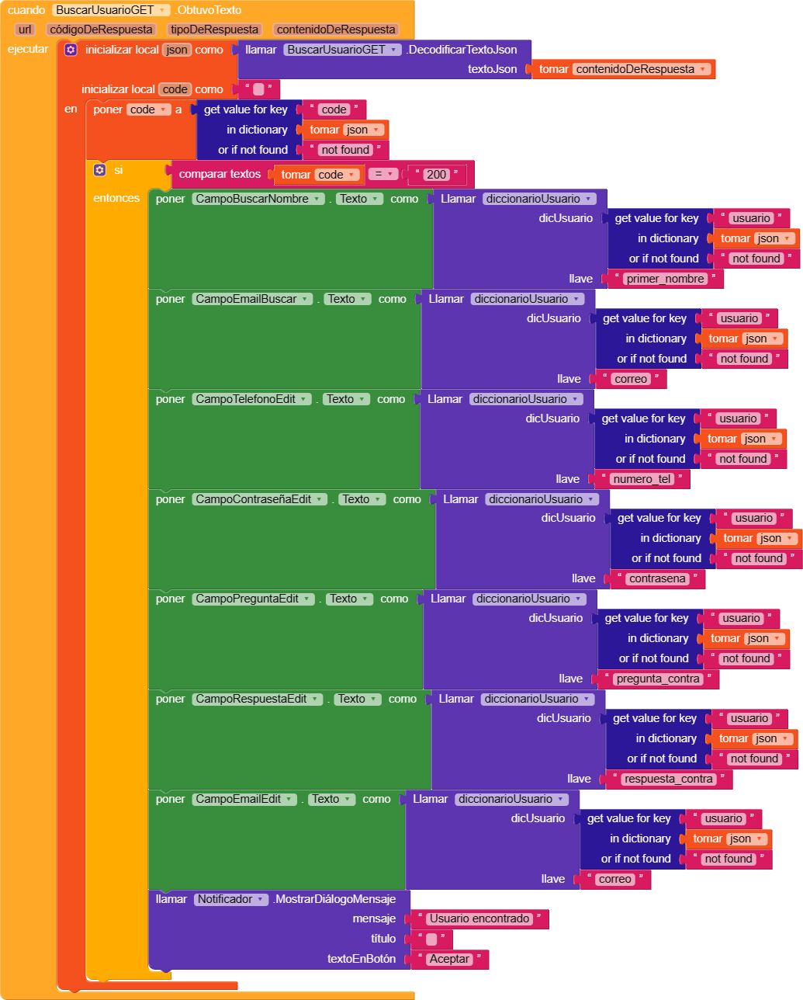 cuando BuscarUsuarioGET .ObtuvoTexto
url códigoDeRespuesta tipoDeRespuesta contenidoDeRespuesta
ejecutar inicializar local json como llamar BuscarUsuarioGET .DecodificarTextoJson
textoJson tomar contenidoDeRespuesta
inicializar local code como “ ”
en poner code a get value for key “ code ”
in dictionary tomar json
or if not found “ not found ”
si comparar textos tomar code = “ 200 ”
entonces poner CampoBuscarNombre . Texto como Llamar diccionarioUsuario
dicUsuario get value for key “ usuario ”
in dictionary tomar json
or if not found “ not found ”
llave “ primer_nombre ”
poner CampoEmailBuscar . Texto como Llamar diccionarioUsuario
dicUsuario get value for key “ usuario ”
in dictionary tomar json
or if not found “ not found ”
llave “ correo ”
poner CampoTelefonoEdit . Texto como Llamar diccionarioUsuario
dicUsuario get value for key “ usuario ”
in dictionary tomar json
or if not found “ not found ”
llave “ numero_tel ”
poner CampoContraseñaEdit . Texto como Llamar diccionarioUsuario
dicUsuario get value for key “ usuario ”
in dictionary tomar json
or if not found “ not found ”
llave “ contrasena ”
poner CampoPreguntaEdit . Texto como Llamar diccionarioUsuario
dicUsuario get value for key “ usuario ”
in dictionary tomar json
or if not found “ not found ”
llave “ pregunta_contra ”
poner CampoRespuestaEdit . Texto como Llamar diccionarioUsuario
dicUsuario get value for key “ usuario ”
in dictionary tomar json
or if not found “ not found ”
llave “ respuesta_contra ”
poner CampoEmailEdit . Texto como Llamar diccionarioUsuario
dicUsuario get value for key “ usuario ”
in dictionary tomar json
or if not found “ not found ”
llave “ correo ”
llamar Notificador .MostrarDiálogoMensaje
mensaje “ Usuario encontrado ”
título “ ”
textoEnBotón “ Aceptar ”